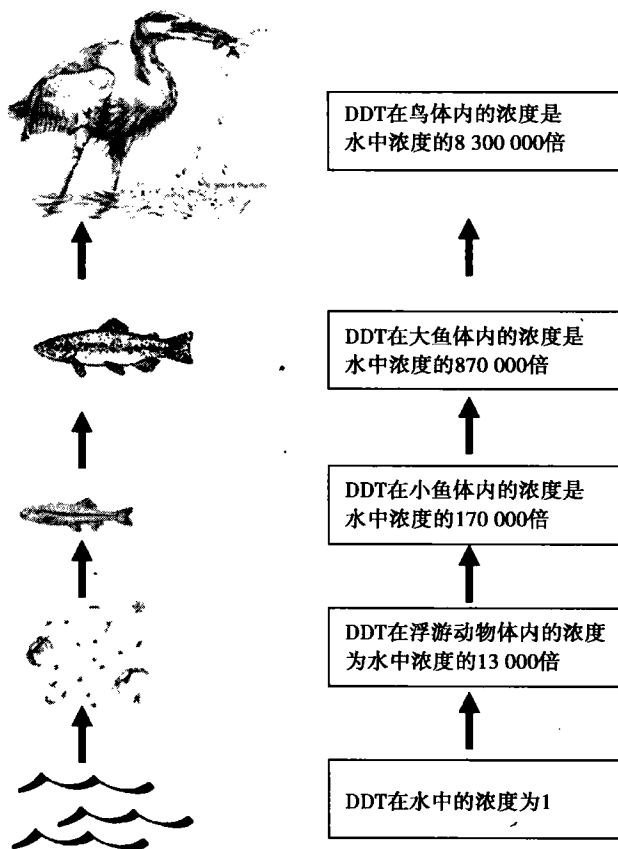 DDT在鸟体内的浓度是
水中浓度的8 300 000倍
DDT在大鱼体内的浓度是
水中浓度的870 000倍
DDT在小鱼体内的浓度是
水中浓度的170 000倍
DDT在浮游动物体内的浓度
为水中浓度的13 000倍
DDT在水中的浓度为1